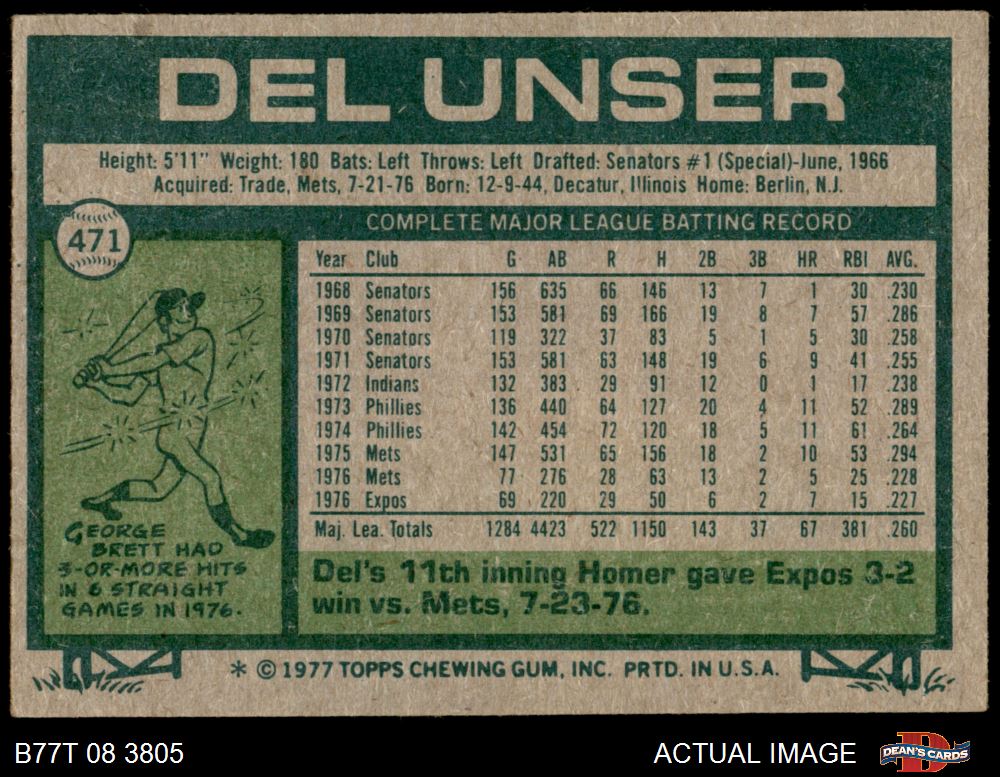 DEL UNSER
Height: 5'11" Weight: 180 Bats: Left Throws: Left Drafted: Senators #1 (Special)-June, 1966
Acquired: Trade, Mets, 7-21-76 Born: 12-9-44, Decatur, Illinois Home: Berlin, N.J.
471
COMPLETE MAJOR LEAGUE BATTING RECORD
Year Club G AB R H 2B 3B HR RBI AVG.
1968 Senators 156 635 66 146 13 7 1 30 .230
1969 Senators 153 581 69 166 19 8 7 57 .286
1970 Senators 119 322 37 83 5 1 5 30 .258
1971 Senators 153 581 63 148 19 6 9 41 .255
1972 Indians 132 383 29 91 12 0 1 17 .238
1973 Phillies 136 440 64 127 20 4 11 52 .289
1974 Phillies 142 454 72 120 18 5 11 61 .264
1975 Mets 147 531 65 156 18 2 10 53 .294
1976 Mets 77 276 28 63 13 2 5 25 .228
1976 Expos 69 220 29 50 6 2 7 15 .227
Maj. Lea. Totals 1284 4423 522 1150 143 37 67 381 .260
GEORGE
BRETT HAD
3-OR-MORE HITS
IN 6 STRAIGHT
GAMES IN 1976.
Del's 11th inning Homer gave Expos 3-2
win vs. Mets, 7-23-76.
* © 1977 TOPPS CHEWING GUM, INC. PRTD. IN U.S.A.
B77T 08 3805
ACTUAL IMAGE
D
DEAN'S CARDS